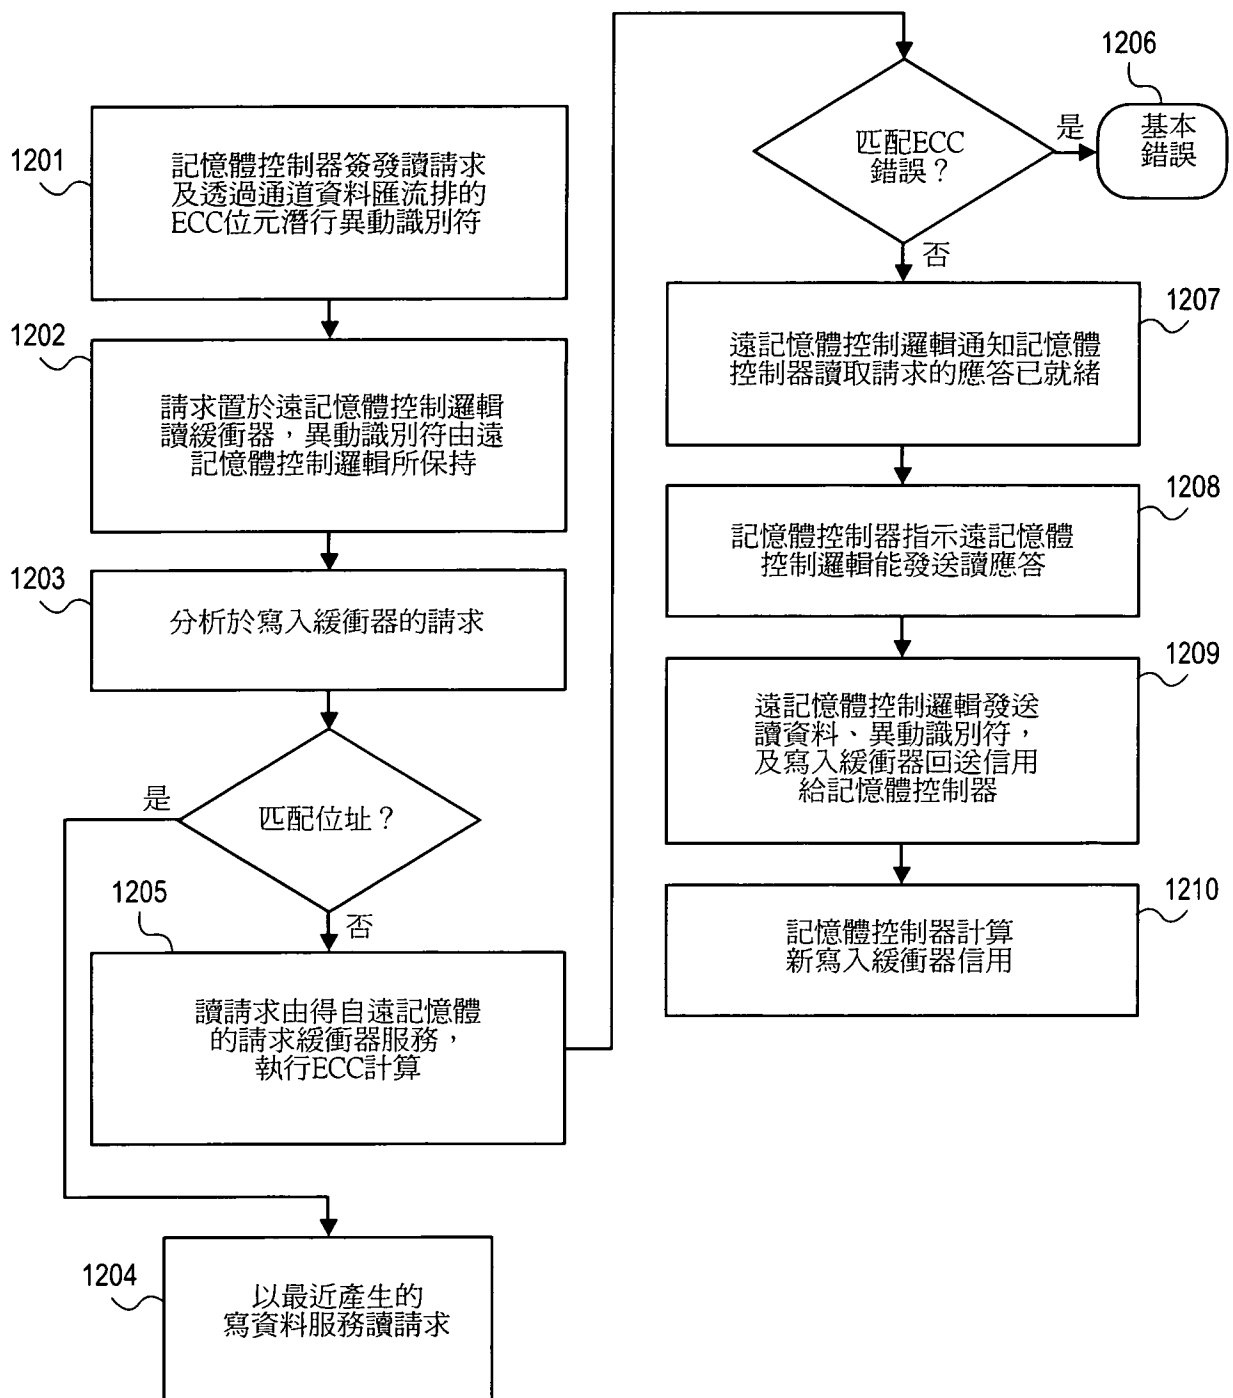 1201
記憶體控制器簽發讀請求
及透過通道資料匯流排的
ECC位元潛行異動識別符
1202
請求置於遠記憶體控制邏輯
讀緩衝器，異動識別符由遠
記憶體控制邏輯所保持
1203
分析於寫入緩衝器的請求
匹配位址？
是
否
1205
讀請求由得自遠記憶體
的請求緩衝器服務，
執行ECC計算
1204
以最近產生的
寫資料服務讀請求
匹配ECC
錯誤？
是
1206
基本
錯誤
否
1207
遠記憶體控制邏輯通知記憶體
控制器讀取請求的應答已就緒
1208
記憶體控制器指示遠記憶體
控制邏輯能發送讀應答
1209
遠記憶體控制邏輯發送
讀資料、異動識別符，
及寫入緩衝器回送信用
給記憶體控制器
1210
記憶體控制器計算
新寫入緩衝器信用